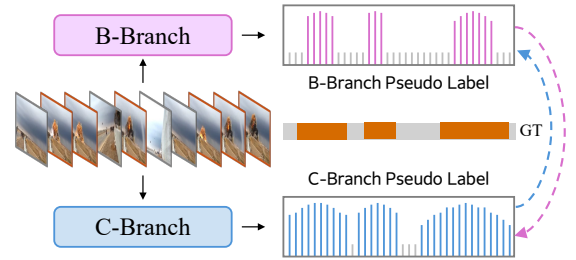 B-Branch
B-Branch Pseudo Label
GT
C-Branch Pseudo Label
C-Branch